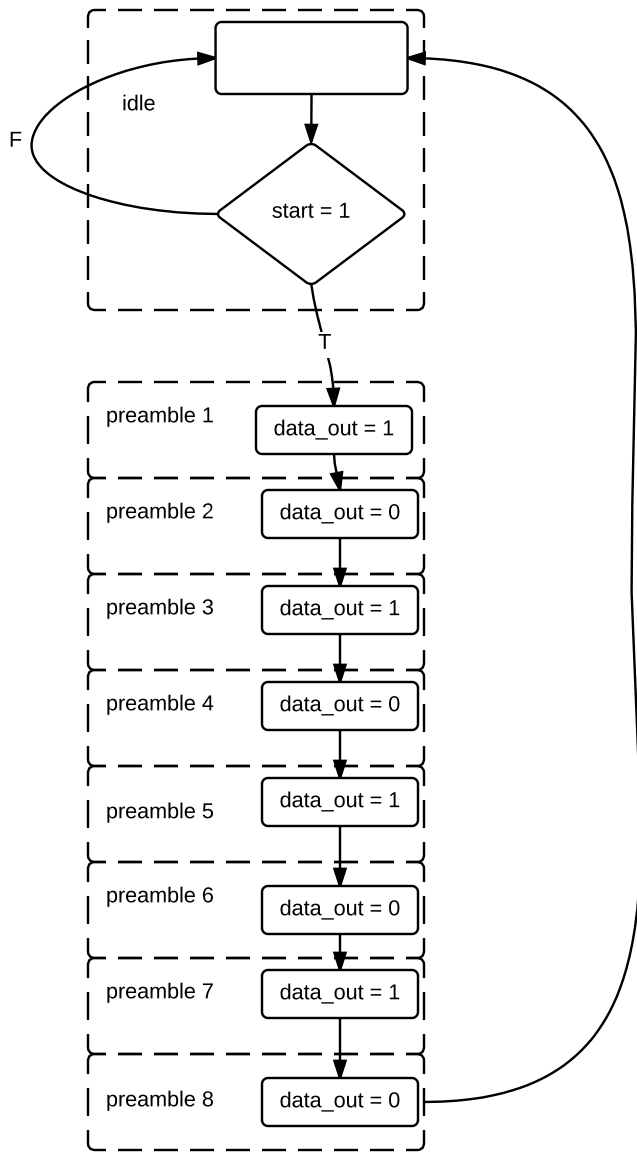 idle
F
start = 1
T
preamble 1
data_out = 1
preamble 2
data_out = 0
preamble 3
data_out = 1
preamble 4
data_out = 0
preamble 5
data_out = 1
preamble 6
data_out = 0
preamble 7
data_out = 1
preamble 8
data_out = 0